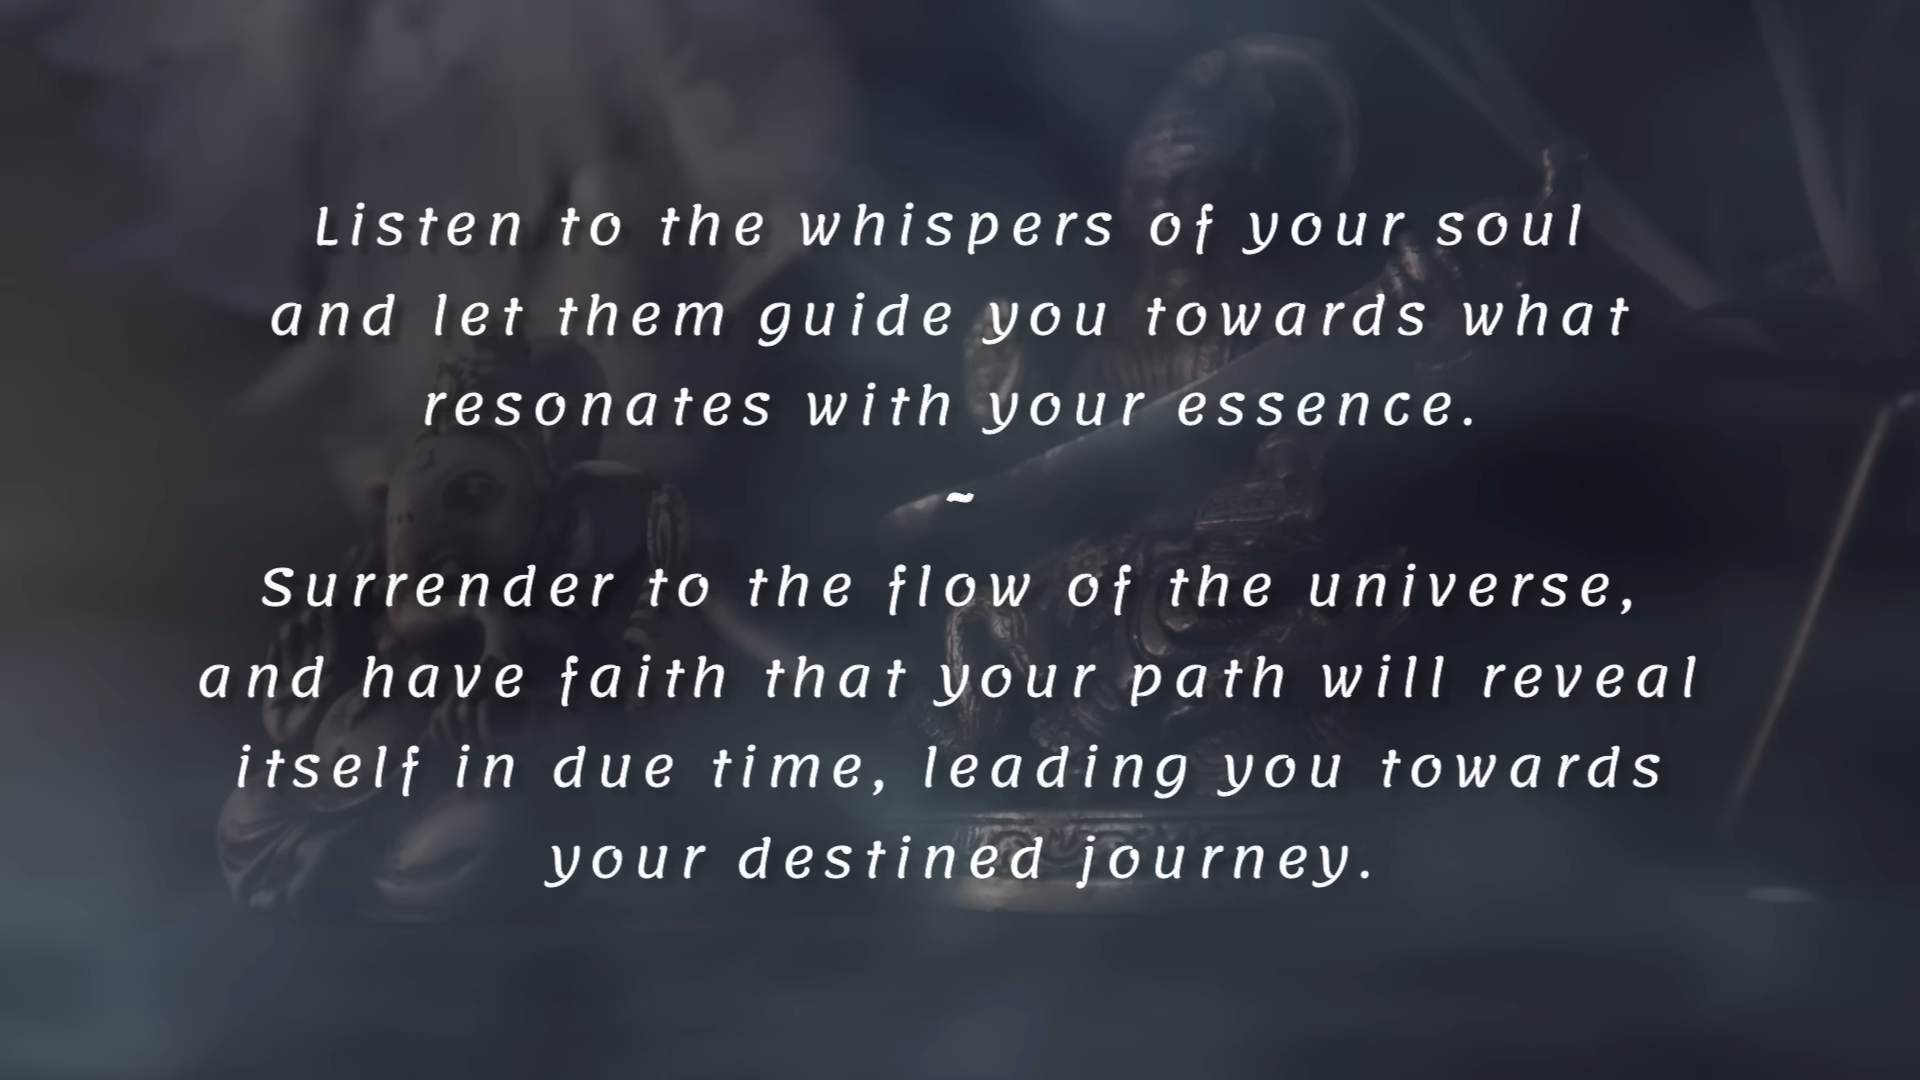 Listen to the whispers of your soul
and let them guide you towards what
resonates with your essence.
~
Surrender to the flow of the universe,
and have faith that your path will reveal
itself in due time, leading you towards
your destined journey.